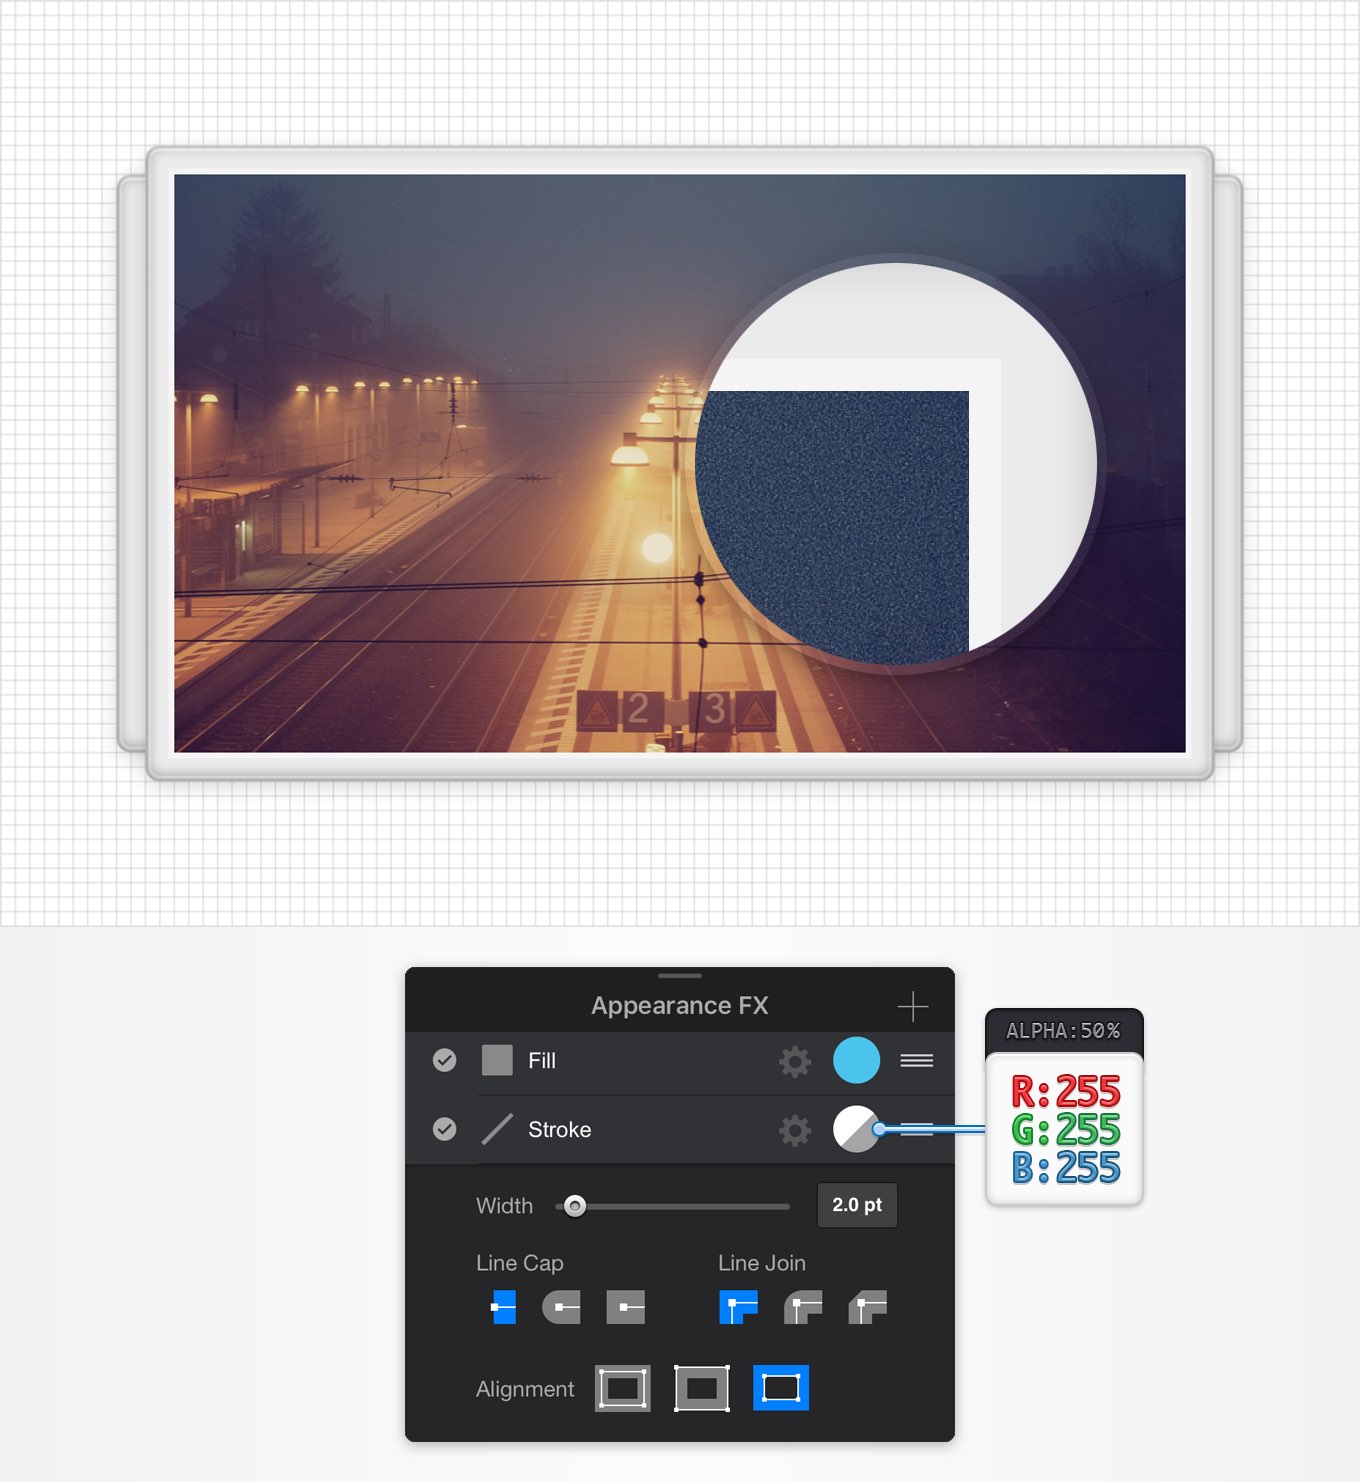 2 3
Appearance FX
Fill
Stroke
ALPHA:50%
R:255
G:255
B:255
Width
2.0 pt
Line Cap
Line Join
Alignment